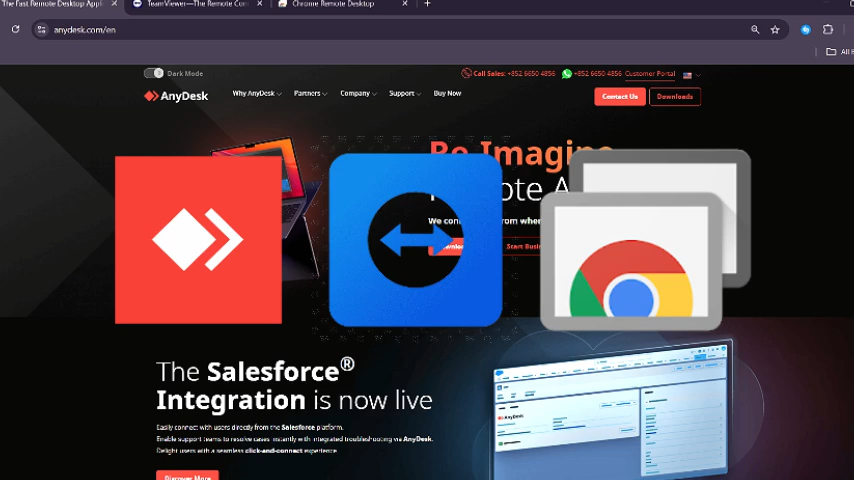 The Fast Remote Desktop Appli
TeamViewer—The Remote Con
Chrome Remote Desktop
anydesk.com/en
All B
Dark Mode
Call Sales: +852 6650 4856
+852 6650 4856
Customer Portal
AnyDesk
Why AnyDesk
Partners
Company
Support
Buy Now
Contact Us
Downloads
Re-Imagine
We con
from wher
Start Busin
The Salesforce®
Integration is now live
Easily connect with users directly from the Salesforce platform.
Enable support teams to resolve cases instantly with integrated troubleshooting via AnyDesk.
Delight users with a seamless click-and-connect experience.
Discover More
AnyDesk